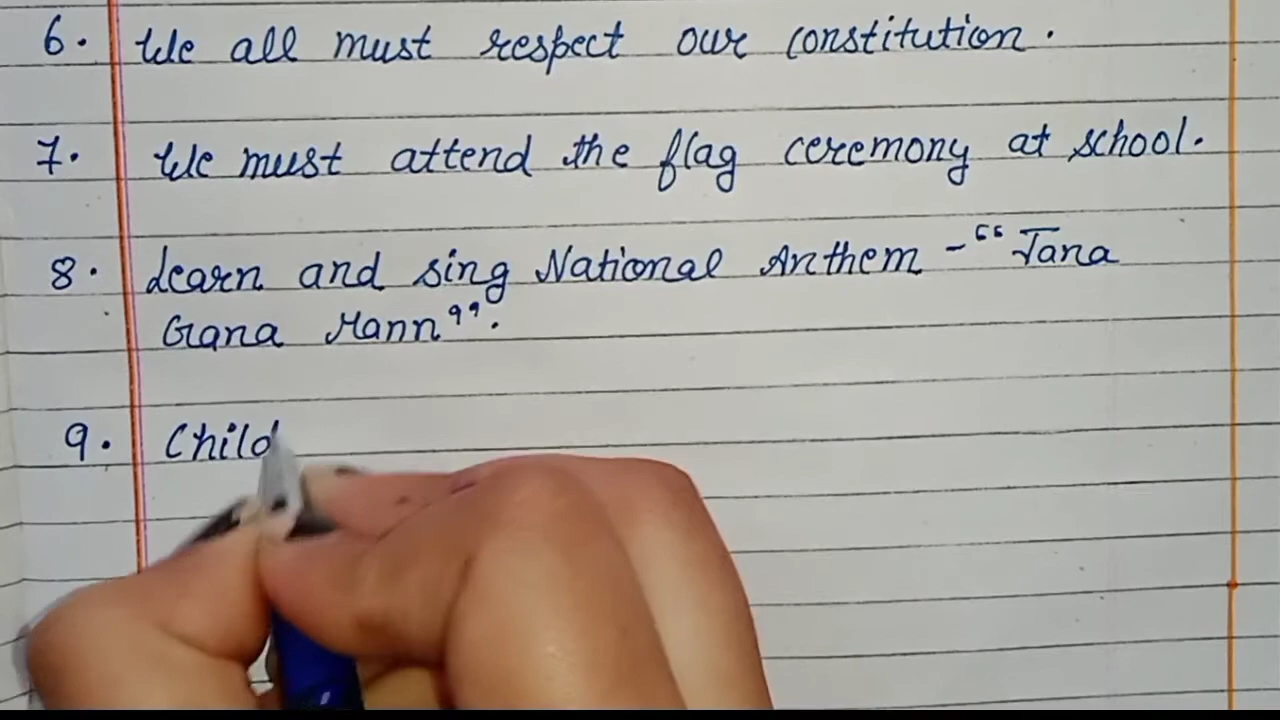 6. We all must respect our constitution.
7. We must attend the flag ceremony at school.
8. Learn and sing National Anthem - "Jana
Gana Mann".
9. Child